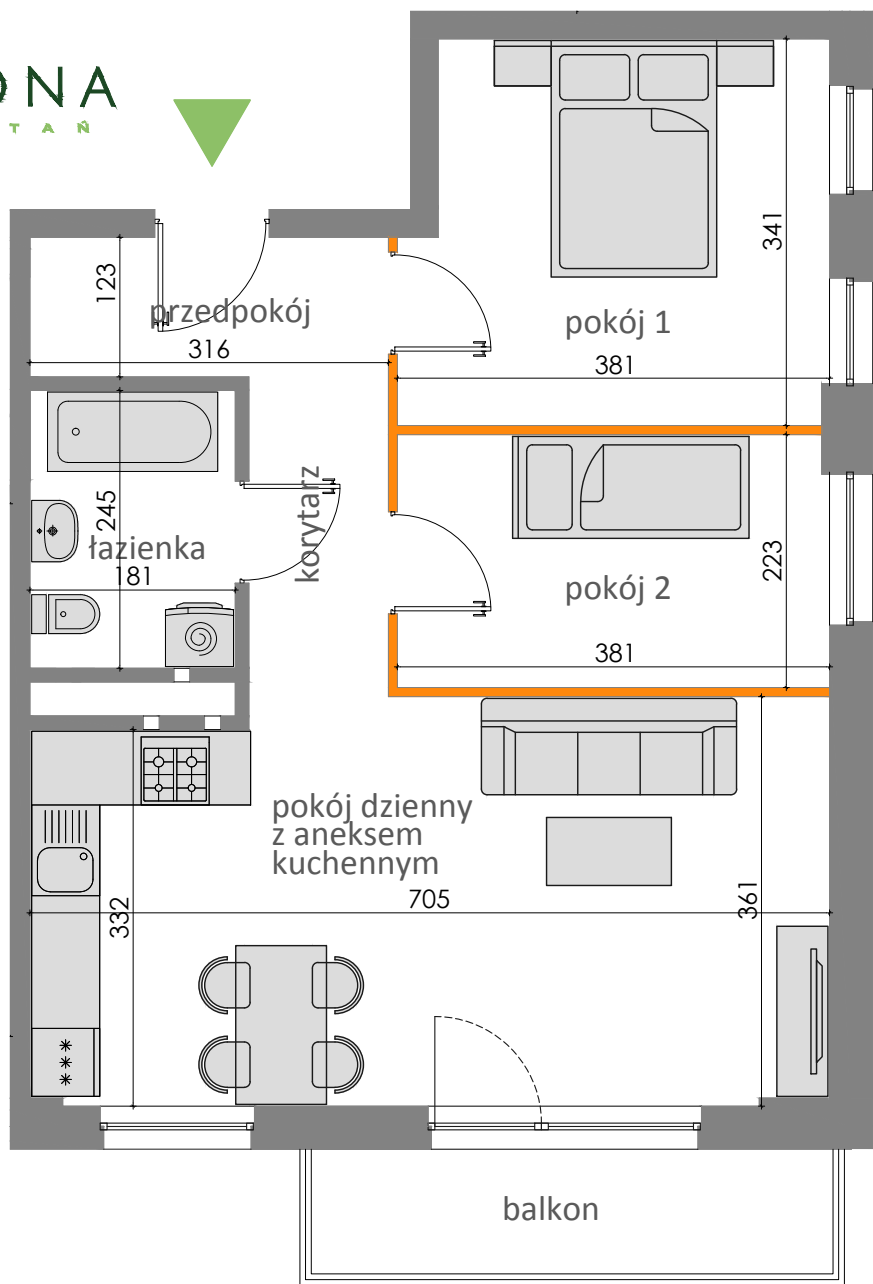 ONA
TAŃ
341
123
przedpokój
316
pokój 1
381
245
korytarz
łazienka
181
223
pokój 2
381
pokój dzienny
z aneksem
kuchennym
705
332
361
balkon